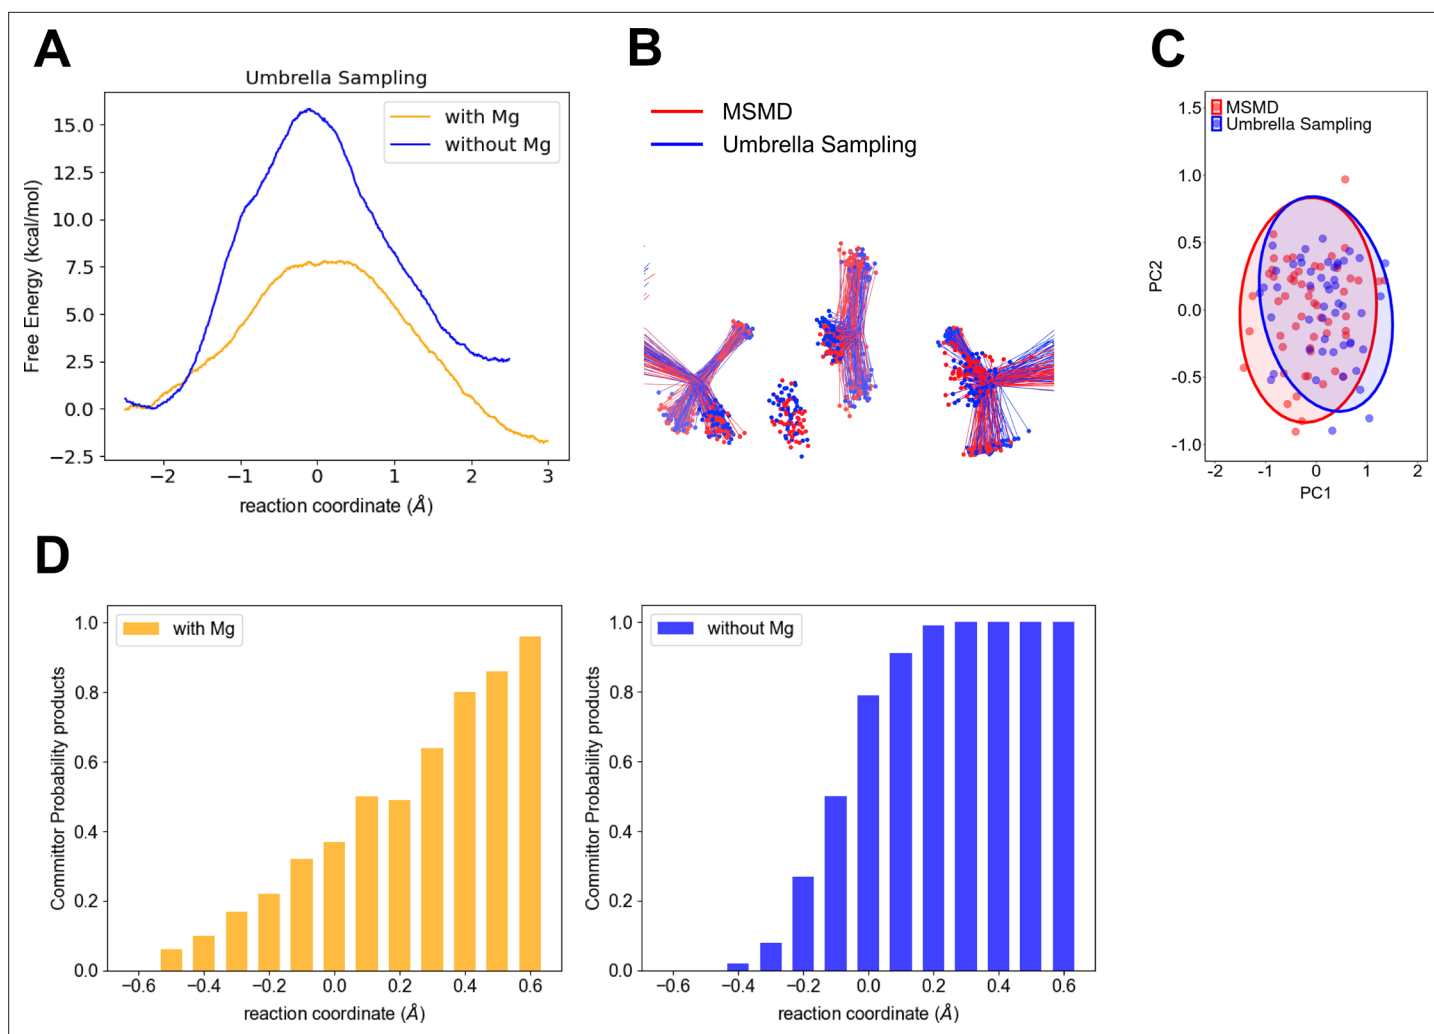 A
Umbrella Sampling
with Mg
without Mg
15.0
12.5
10.0
7.5
5.0
2.5
0.0
−2.5
Free Energy (kcal/mol)
−2
−1
0
1
2
3
reaction coordinate (Å)
B
MSMD
Umbrella Sampling
C
MSMD
Umbrella Sampling
1.5
1.0
0.5
0.0
-0.5
-1.0
PC2
-2
-1
0
1
2
PC1
D
with Mg
1.0
0.8
0.6
0.4
0.2
0.0
Committor Probability products
−0.6
−0.4
−0.2
0.0
0.2
0.4
0.6
reaction coordinate (Å)
without Mg
1.0
0.8
0.6
0.4
0.2
0.0
Committor Probability products
−0.6
−0.4
−0.2
0.0
0.2
0.4
0.6
reaction coordinate (Å)